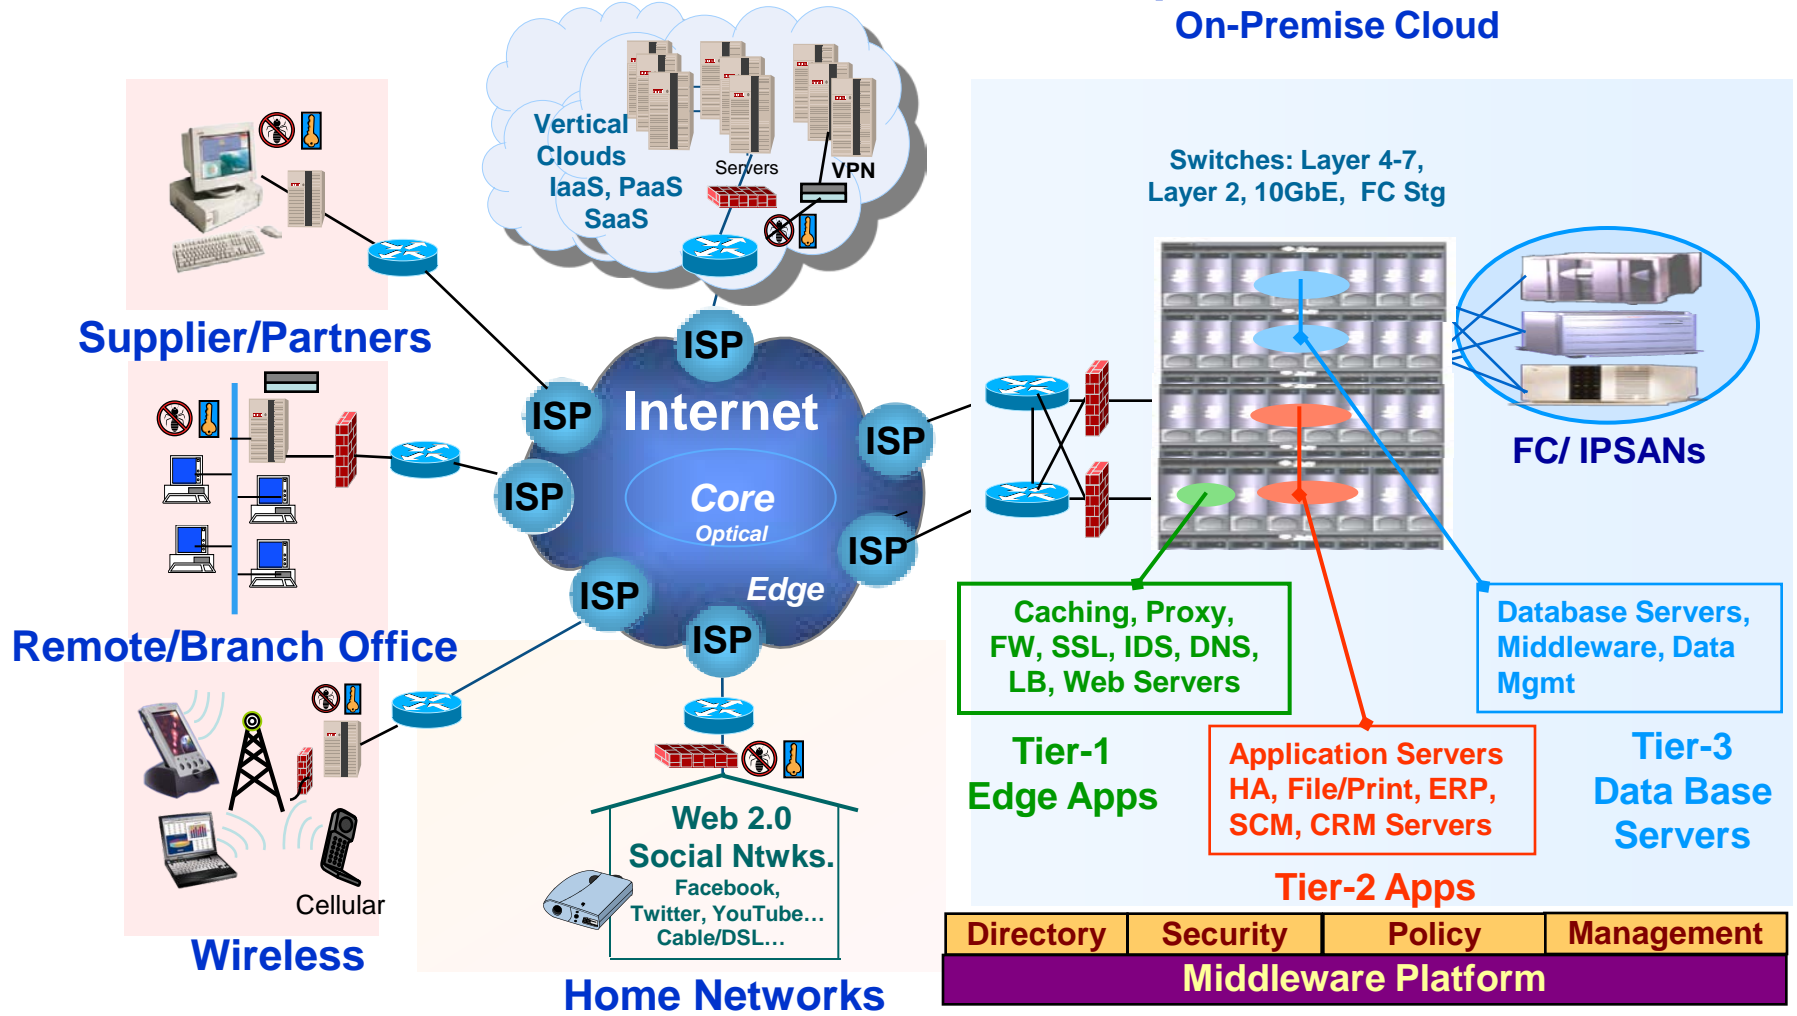 On-Premise Cloud
Vertical
Clouds
IaaS, PaaS
SaaS
Servers
VPN
Switches: Layer 4-7,
Layer 2, 10GbE, FC Stg
Supplier/Partners
ISP
ISP
ISP
ISP
ISP
ISP
ISP
Internet
Core
Optical
Edge
FC/ IPSANs
Remote/Branch Office
Caching, Proxy,
FW, SSL, IDS, DNS,
LB, Web Servers
Database Servers,
Middleware, Data
Mgmt
Tier-1
Edge Apps
Application Servers
HA, File/Print, ERP,
SCM, CRM Servers
Tier-3
Data Base
Servers
Tier-2 Apps
Cellular
Wireless
Web 2.0
Social Ntwks.
Facebook,
Twitter, YouTube…
Cable/DSL…
Home Networks
Directory
Security
Policy
Management
Middleware Platform